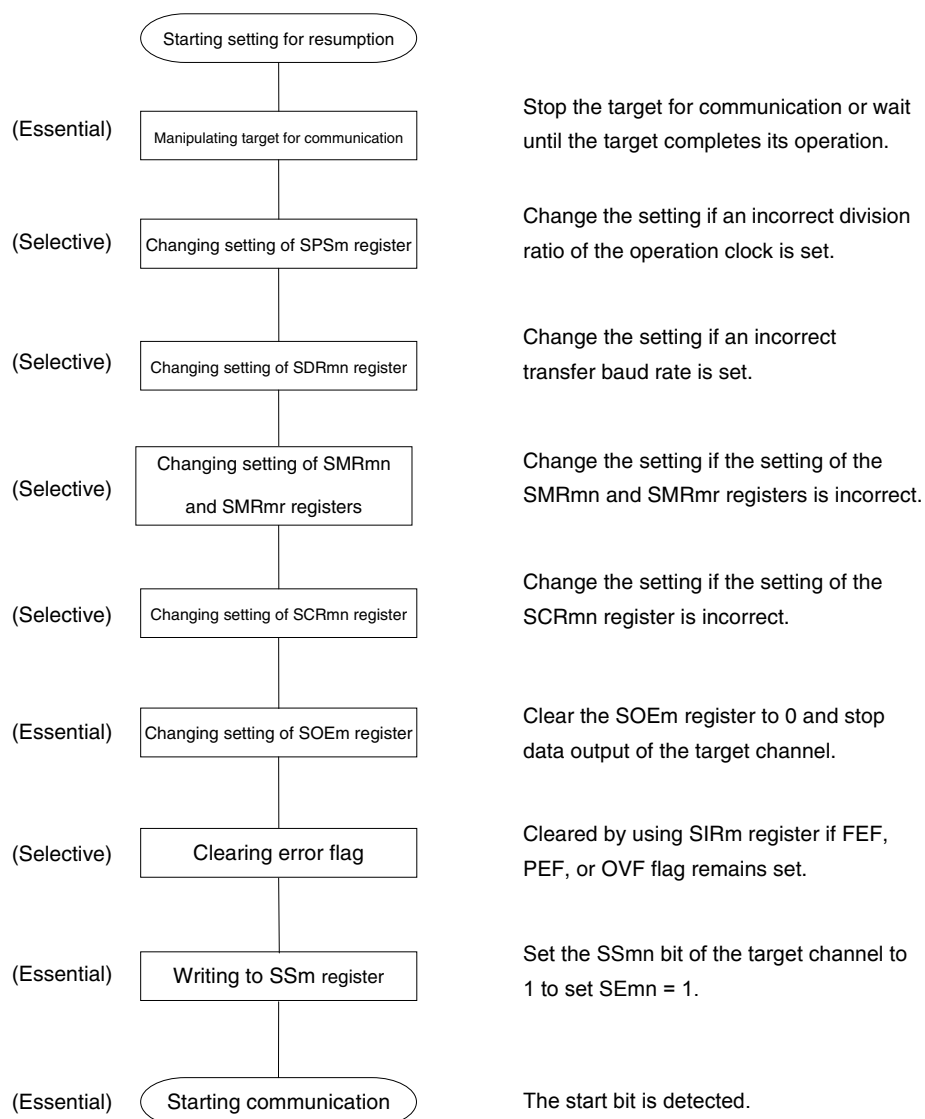 Starting setting for resumption
(Essential)
Manipulating target for communication
Stop the target for communication or wait
until the target completes its operation.
(Selective)
Changing setting of SPSm register
Change the setting if an incorrect division
ratio of the operation clock is set.
(Selective)
Changing setting of SDRmn register
Change the setting if an incorrect
transfer baud rate is set.
(Selective)
Changing setting of SMRmn
and SMRmr registers
Change the setting if the setting of the
SMRmn and SMRmr registers is incorrect.
(Selective)
Changing setting of SCRmn register
Change the setting if the setting of the
SCRmn register is incorrect.
(Essential)
Changing setting of SOEm register
Clear the SOEm register to 0 and stop
data output of the target channel.
(Selective)
Clearing error flag
Cleared by using SIRm register if FEF,
PEF, or OVF flag remains set.
(Essential)
Writing to SSm register
Set the SSmn bit of the target channel to
1 to set SEmn = 1.
(Essential)
Starting communication
The start bit is detected.